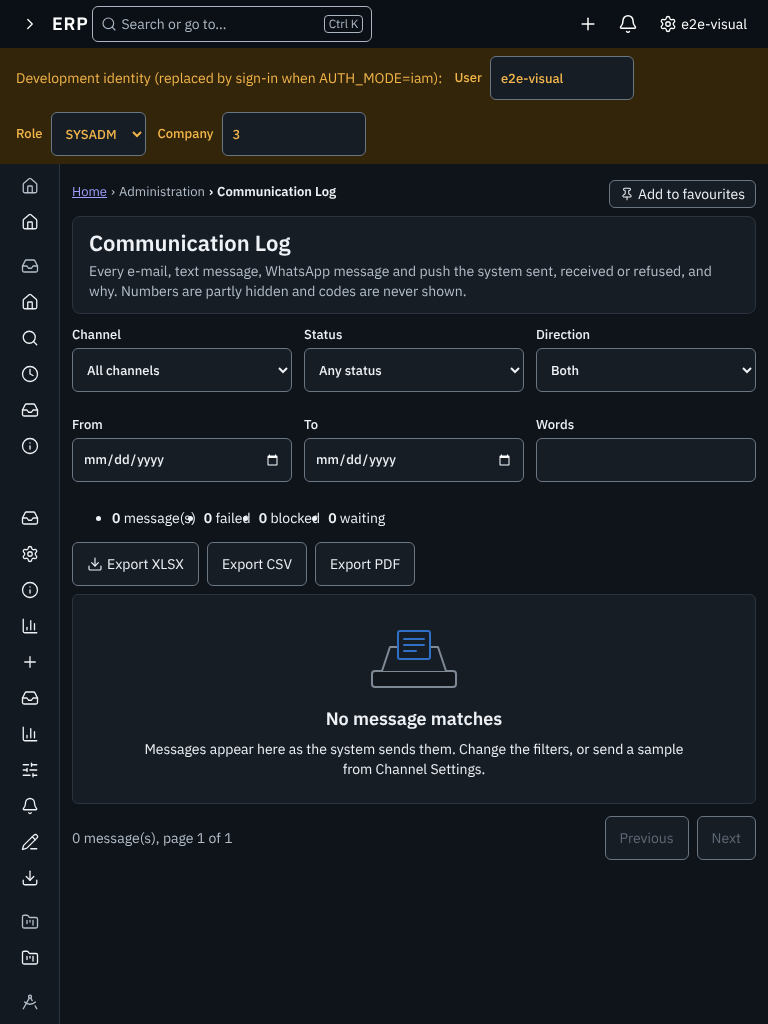 ERP Search or go to... Ctrl K e2e-visual
Development identity (replaced by sign-in when AUTH_MODE=iam): User e2e-visual
Role SYSADM Company 3
Home › Administration › Communication Log Add to favourites
Communication Log
Every e-mail, text message, WhatsApp message and push the system sent, received or refused, and
why. Numbers are partly hidden and codes are never shown.
Channel Status Direction
All channels Any status Both
From To Words
mm/dd/yyyy mm/dd/yyyy
• 0 message(s) • 0 failed • 0 blocked • 0 waiting
Export XLSX Export CSV Export PDF
No message matches
Messages appear here as the system sends them. Change the filters, or send a sample
from Channel Settings.
0 message(s), page 1 of 1 Previous Next